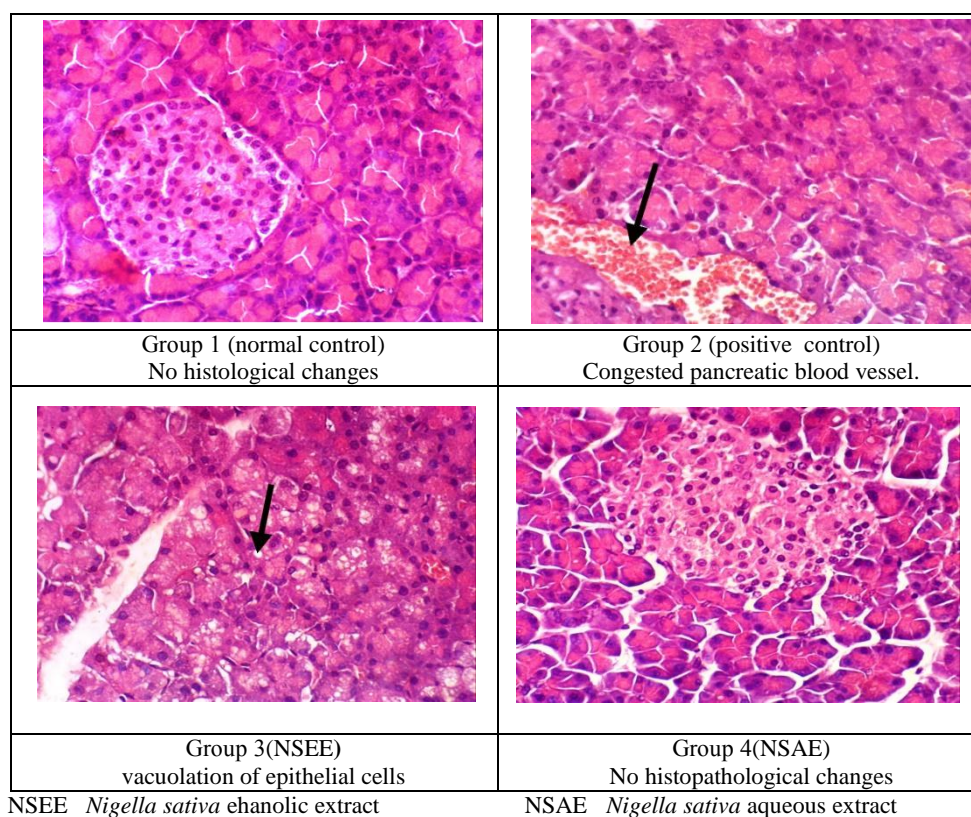 Group 1 (normal control)
No histological changes
Group 2 (positive  control)
Congested pancreatic blood vessel.
Group 3(NSEE)
vacuolation of epithelial cells
Group 4(NSAE)
No histopathological changes
NSEE   Nigella sativa ehanolic extract
NSAE   Nigella sativa aqueous extract